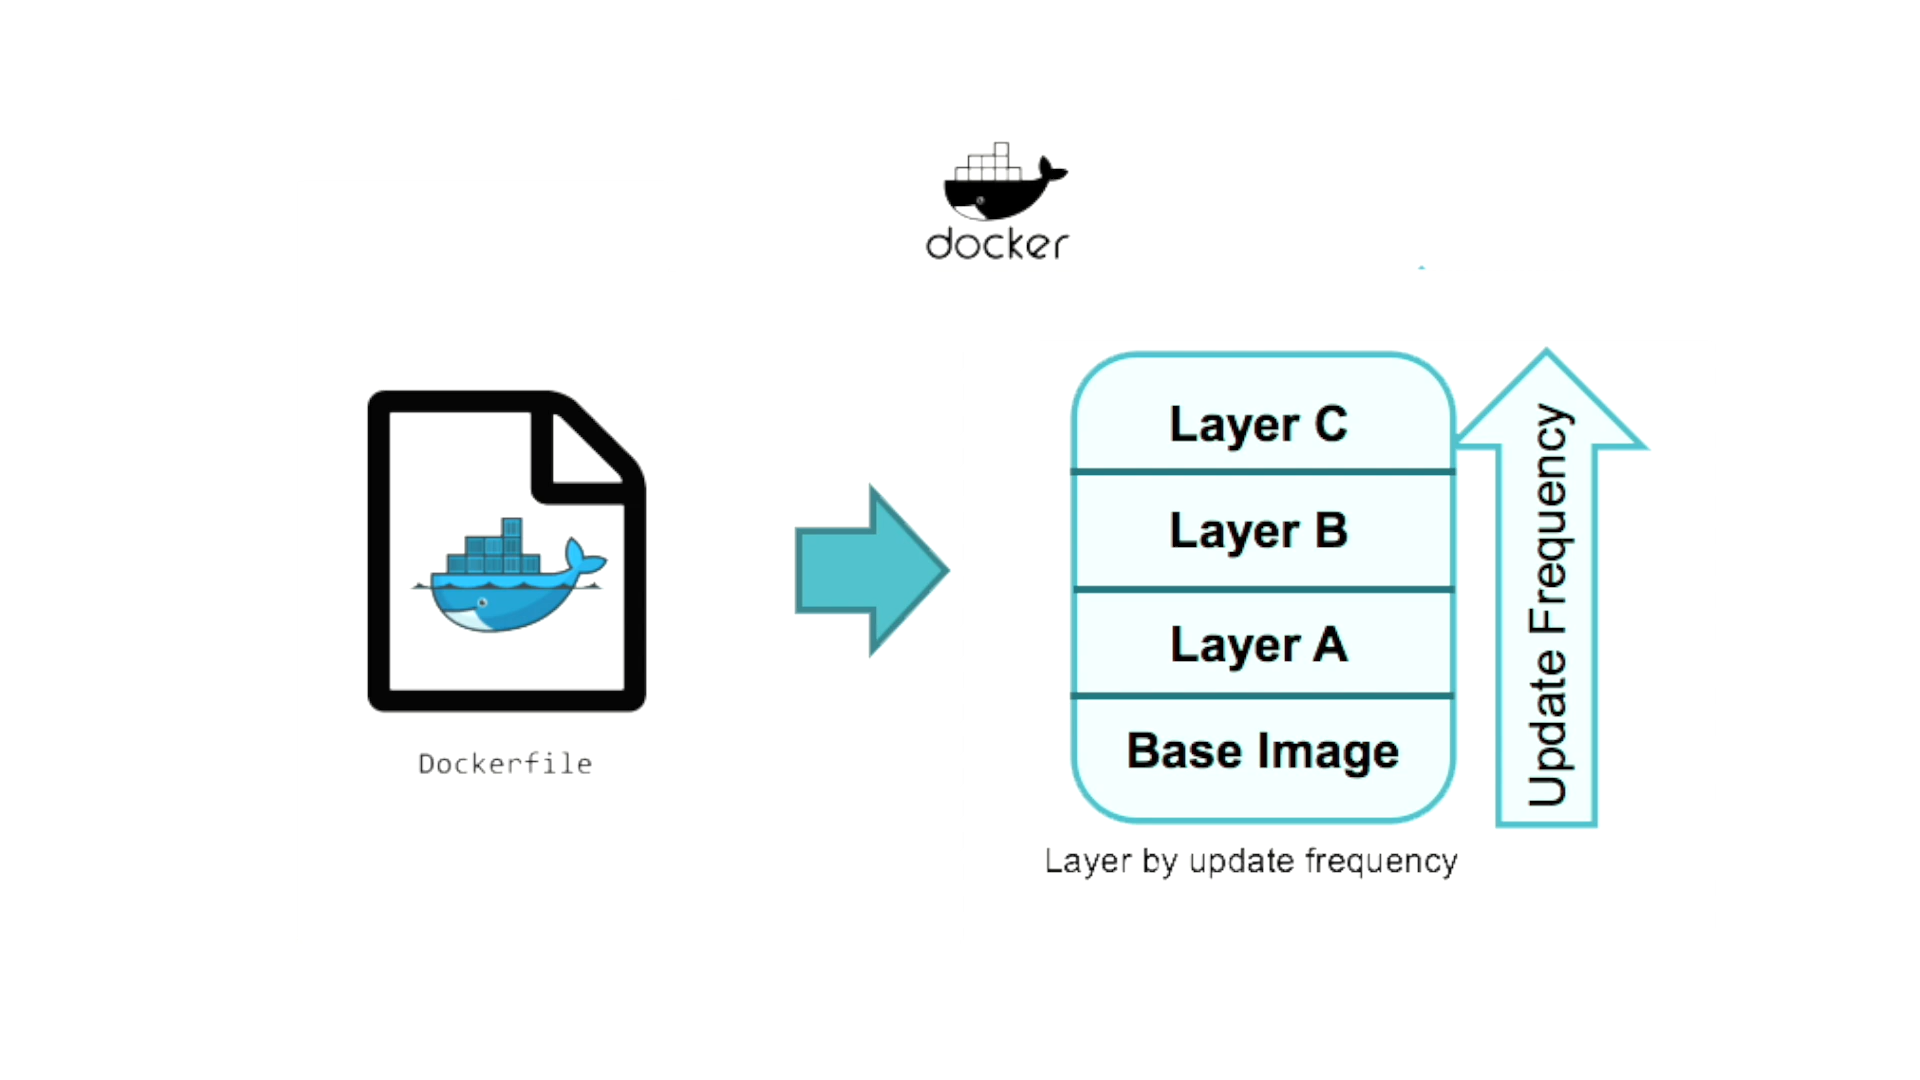 docker
Dockerfile
Layer C
Layer B
Layer A
Base Image
Update Frequency
Layer by update frequency